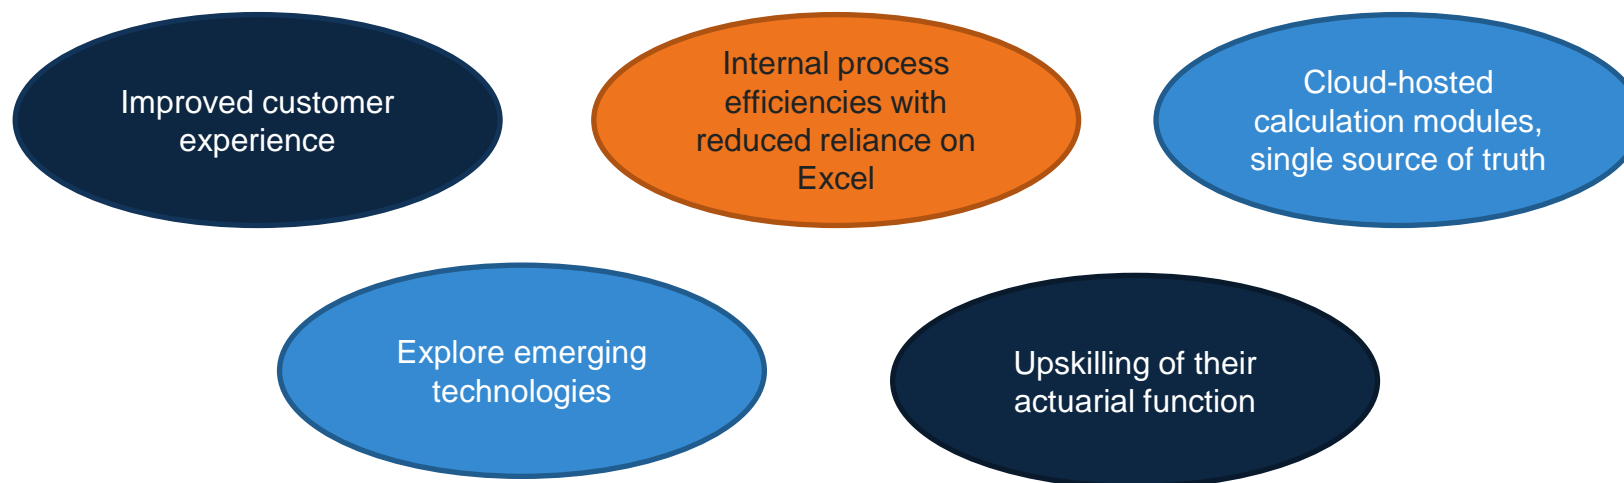 Improved customer
experience
Internal process
efficiencies with
reduced reliance on
Excel
Cloud-hosted
calculation modules,
single source of truth
Explore emerging
technologies
Upskilling of their
actuarial function